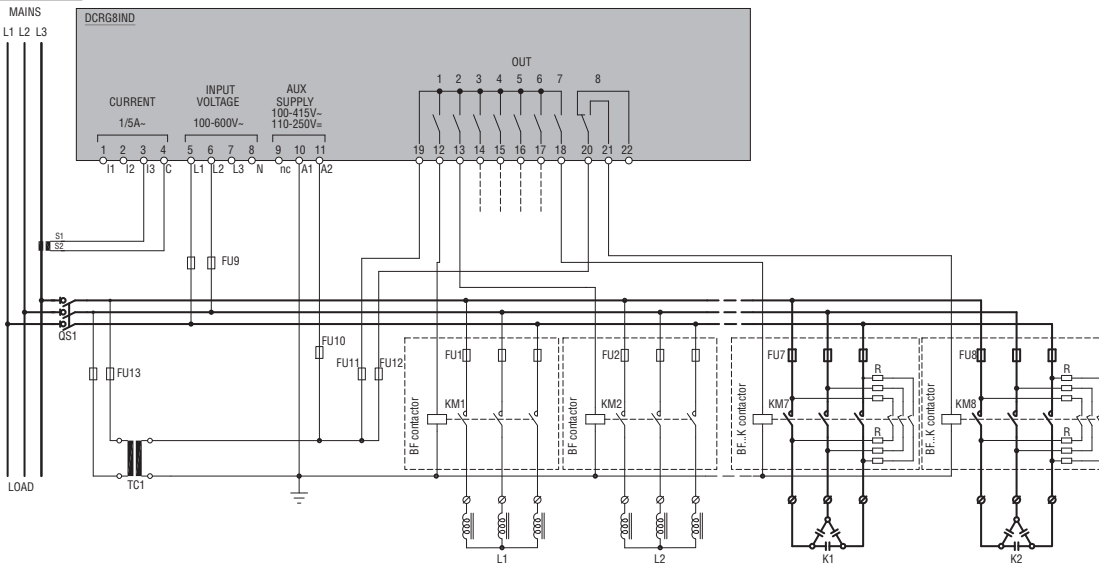 MAINS
L1 L2 L3
DCRG8IND
OUT
CURRENT
1/5A~
INPUT
VOLTAGE
100-600V~
AUX
SUPPLY
100-415V~
110-250V=
1 2 3 4 5 6 7 8
1 2 3 4 5 6 7 8 9 10 11 19 12 13 14 15 16 17 18 20 21 22
I1 I2 I3 C L1 L2 L3 N nc A1 A2
S1
S2
FU9
QS1
FU13
FU10
FU11
FU12
FU1
FU2
FU7
FU8
R
R
KM1
KM2
KM7
KM8
BF contactor
BF contactor
BF...K contactor
BF...K contactor
R
R
LOAD
TC1
L1
L2
K1
K2